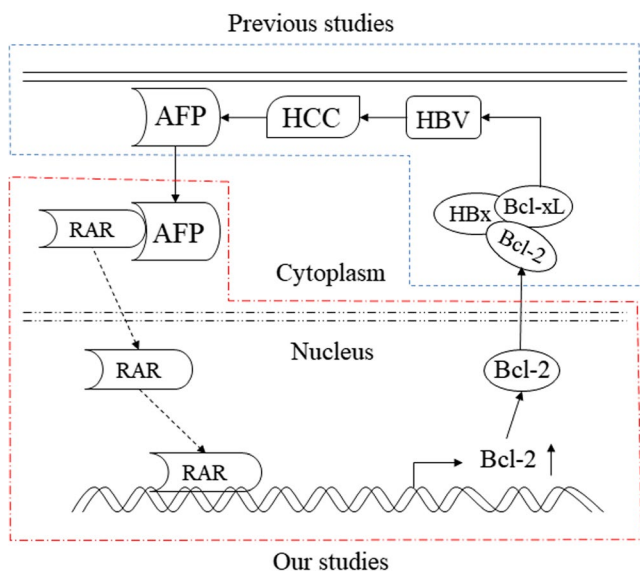 Previous studies
AFP
HCC
HBV
HBx
Bcl-xL
Bcl-2
RAR
AFP
Cytoplasm
Nucleus
RAR
Bcl-2
RAR
Bcl-2
Our studies